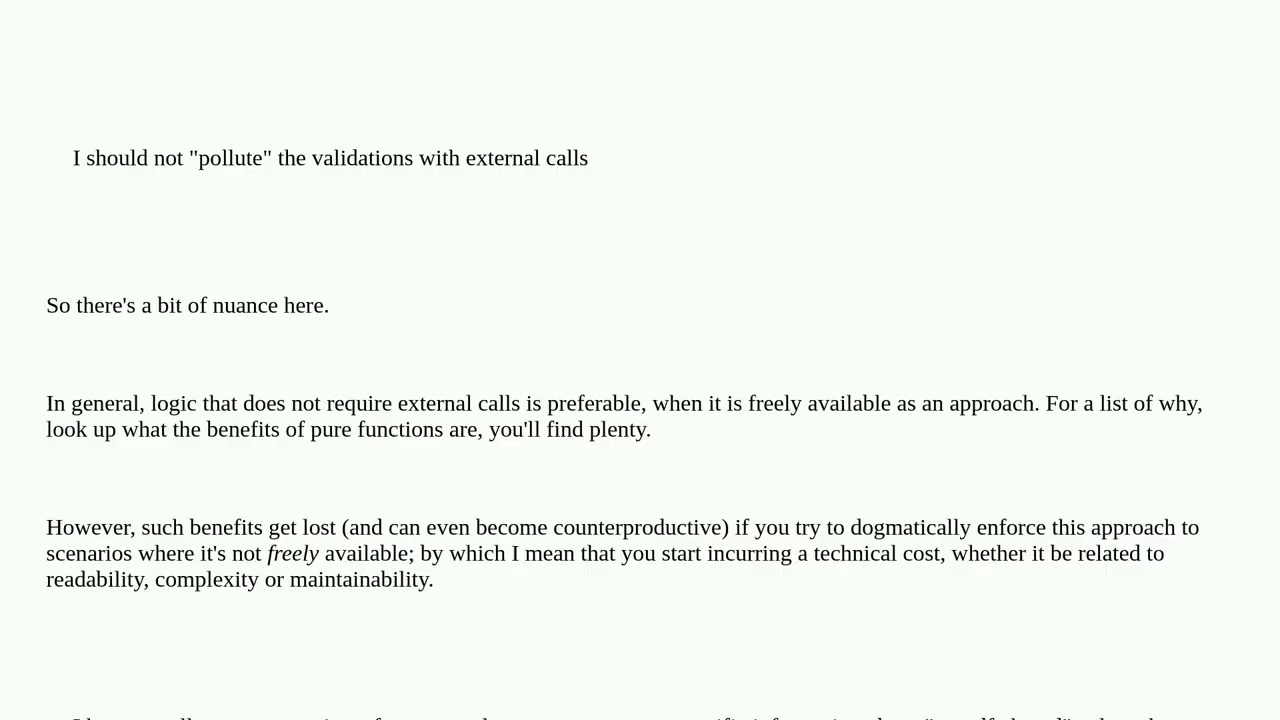 I should not "pollute" the validations with external calls
So there's a bit of nuance here.
In general, logic that does not require external calls is preferable, when it is freely available as an approach. For a list of why,
look up what the benefits of pure functions are, you'll find plenty.
However, such benefits get lost (and can even become counterproductive) if you try to dogmatically enforce this approach to
scenarios where it's not freely available; by which I mean that you start incurring a technical cost, whether it be related to
readability, complexity or maintainability.